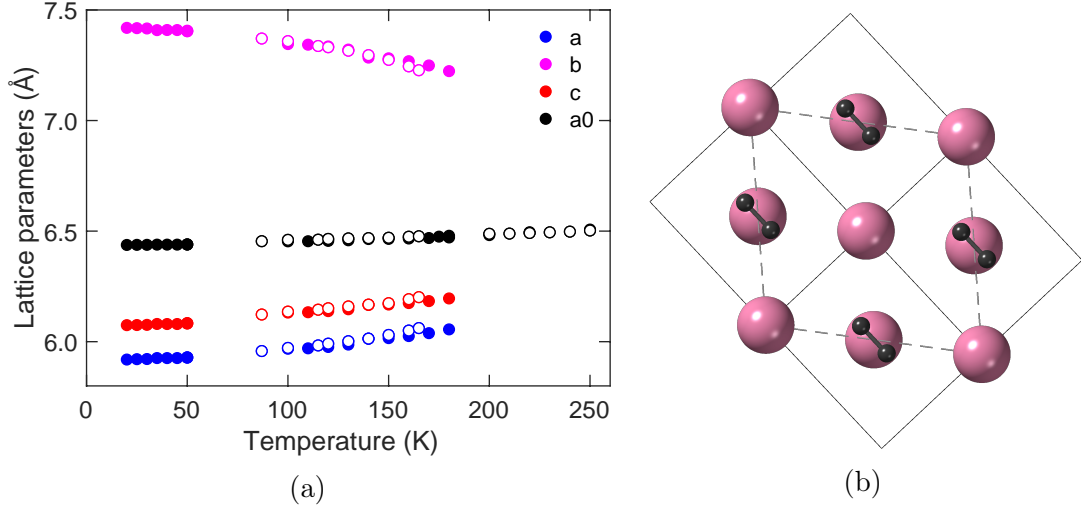 7.5
7.0
6.5
6.0
Lattice parameters (Å)
0
50
100
150
200
250
Temperature (K)
a
b
c
a0
(a)
(b)